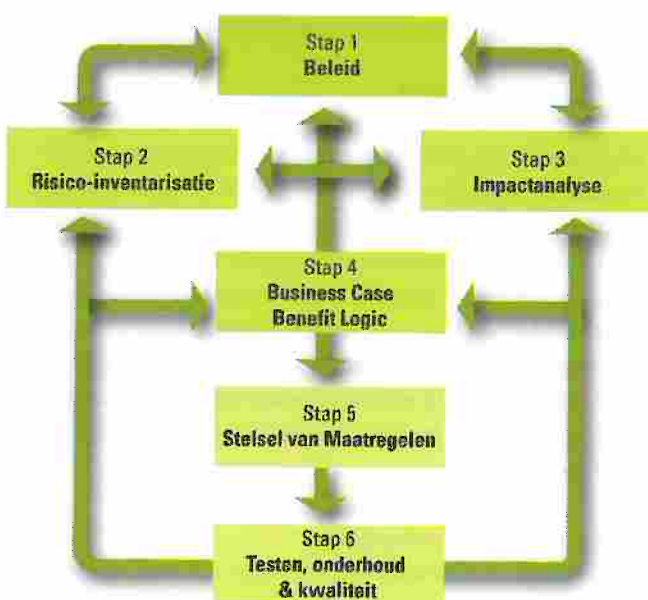 Stap 1
Beleid
Stap 2
Risico-inventarisatie
Stap 3
Impactanalyse
Stap 4
Business Case
Benefit Logic
Stap 5
Stelsel van Maatregelen
Stap 6
Testen, onderhoud
& kwaliteit